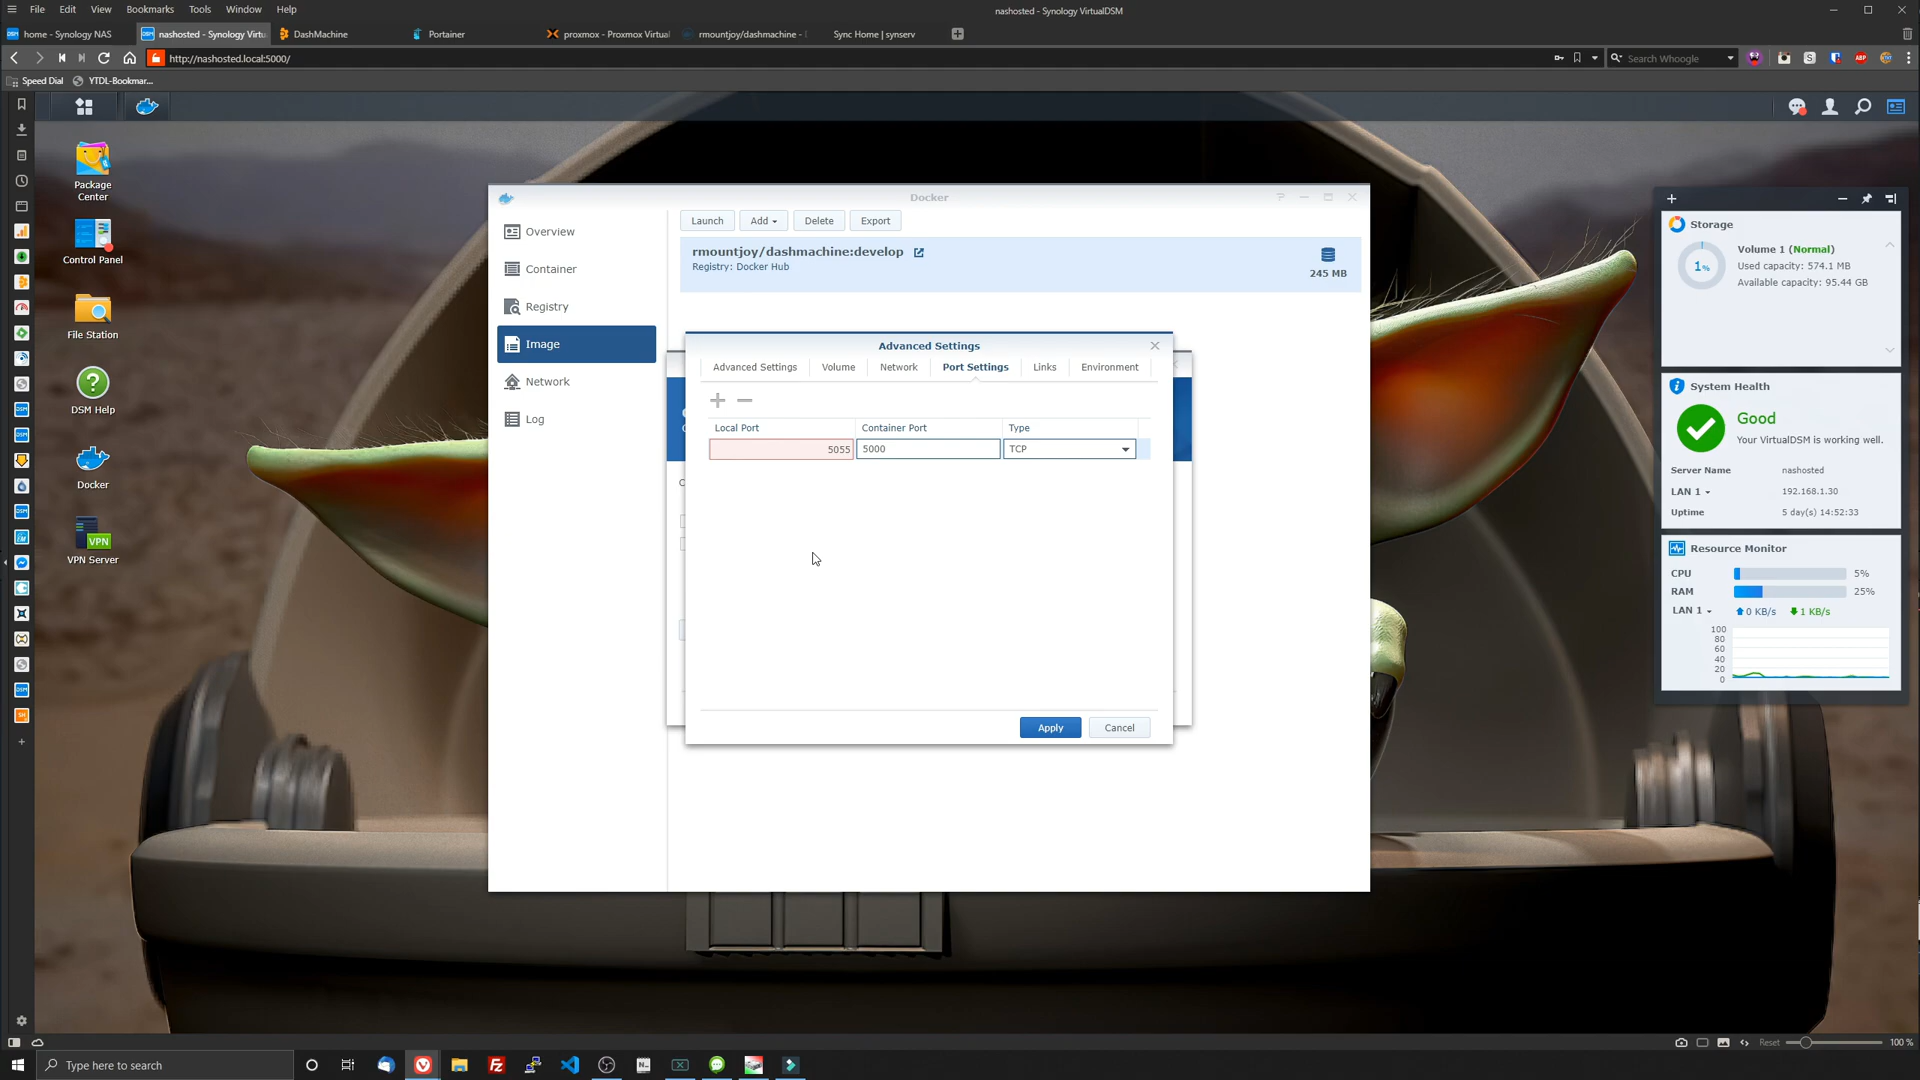 File Edit View Bookmarks Tools Window Help
nashosted - Synology VirtualDSM
home - Synology NAS
nashosted - Synology Virtu
DashMachine
Portainer
proxmox - Proxmox Virtual
rmountjoy/dashmachine - 
Sync Home | synserv
http://nashosted.local:5000/
Search Whoogle
Speed Dial
YTDL-Bookmar...
Package
Center
Control Panel
File Station
DSM Help
Docker
VPN
VPN Server
Docker
Overview
Container
Registry
Image
Network
Log
Launch
Add
Delete
Export
rmountjoy/dashmachine:develop
Registry: Docker Hub
245 MB
Advanced Settings
Advanced Settings
Volume
Network
Port Settings
Links
Environment
Local Port
Container Port
Type
5055
5000
TCP
Apply
Cancel
Storage
1%
Volume 1 (Normal)
Used capacity: 574.1 MB
Available capacity: 95.44 GB
System Health
Good
Your VirtualDSM is working well.
Server Name nashosted
LAN 1 192.168.1.30
Uptime 5 day(s) 14:52:33
Resource Monitor
CPU 5%
RAM 25%
LAN 1 0 KB/s 1 KB/s
100
80
60
40
20
0
Reset
100 %
Type here to search